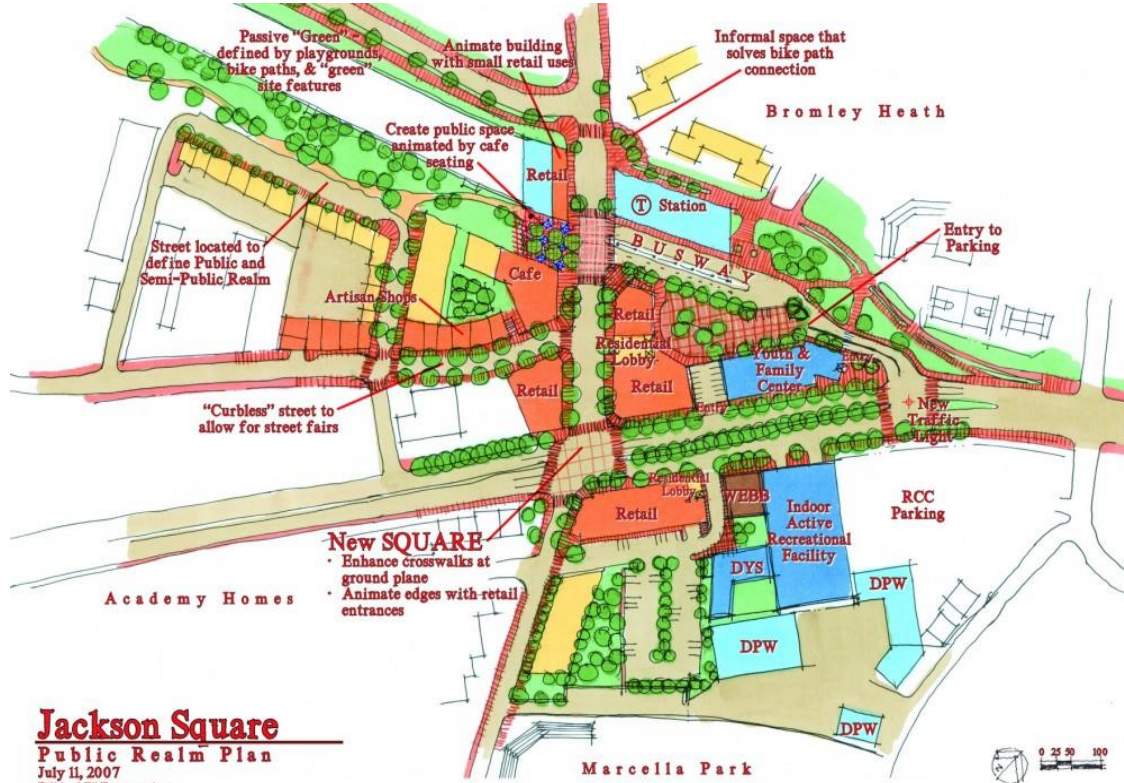 Passive "Green" -
defined by playgrounds,
bike paths, & "green"
site features
Animate building
with small retail uses
Informal space that
solves bike path
connection
Bromley Heath
Create public space
animated by cafe
seating
Retail
T Station
BUSWAY
Entry to
Parking
Street located to
define Public and
Semi-Public Realm
Cafe
Artisan Shops
Retail
Residential
Lobby
Retail
Youth &
Family
Center
Entry
Retail
Entry
New
Traffic
Light
"Curbless" street to
allow for street fairs
Residential
Lobby
Retail
WEBB
Indoor
Active
Recreational
Facility
RCC
Parking
New SQUARE
· Enhance crosswalks at
ground plane
· Animate edges with retail
entrances
DYS
DPW
Academy Homes
DPW
DPW
Jackson Square
Public Realm Plan
July 11, 2007
Marcella Park
N
0 25 50 100